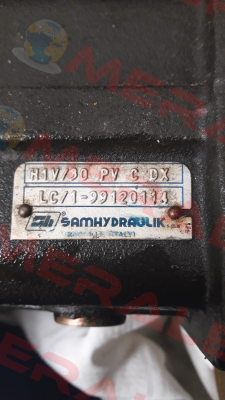 H1V/90 PV C DX
LC/1-99120114
SAMHYDRAULIK